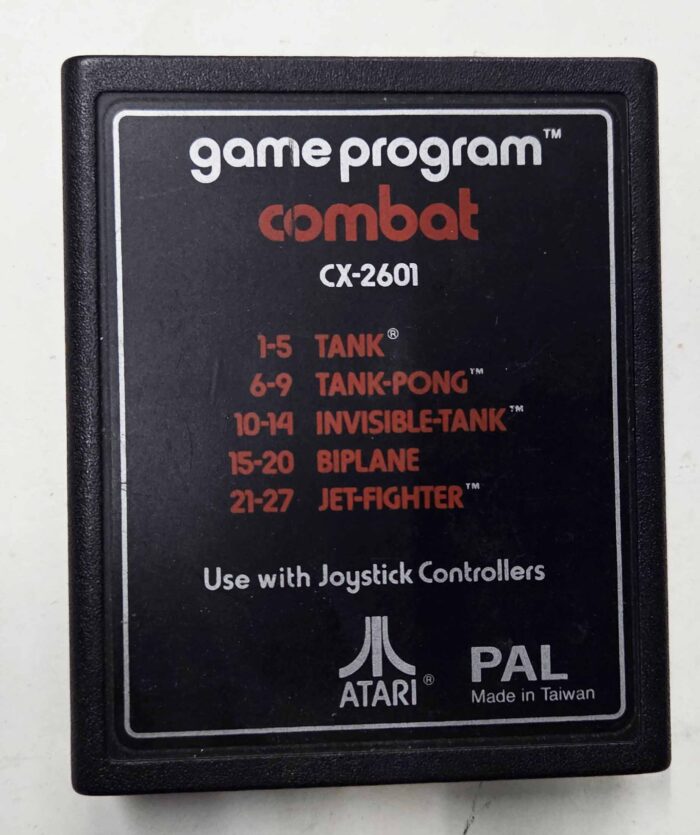 game program™
combat
CX-2601
1-5 TANK®
6-9 TANK-PONG™
10-14 INVISIBLE-TANK™
15-20 BIPLANE
21-27 JET-FIGHTER™
Use with Joystick Controllers
ATARI®
PAL
Made in Taiwan